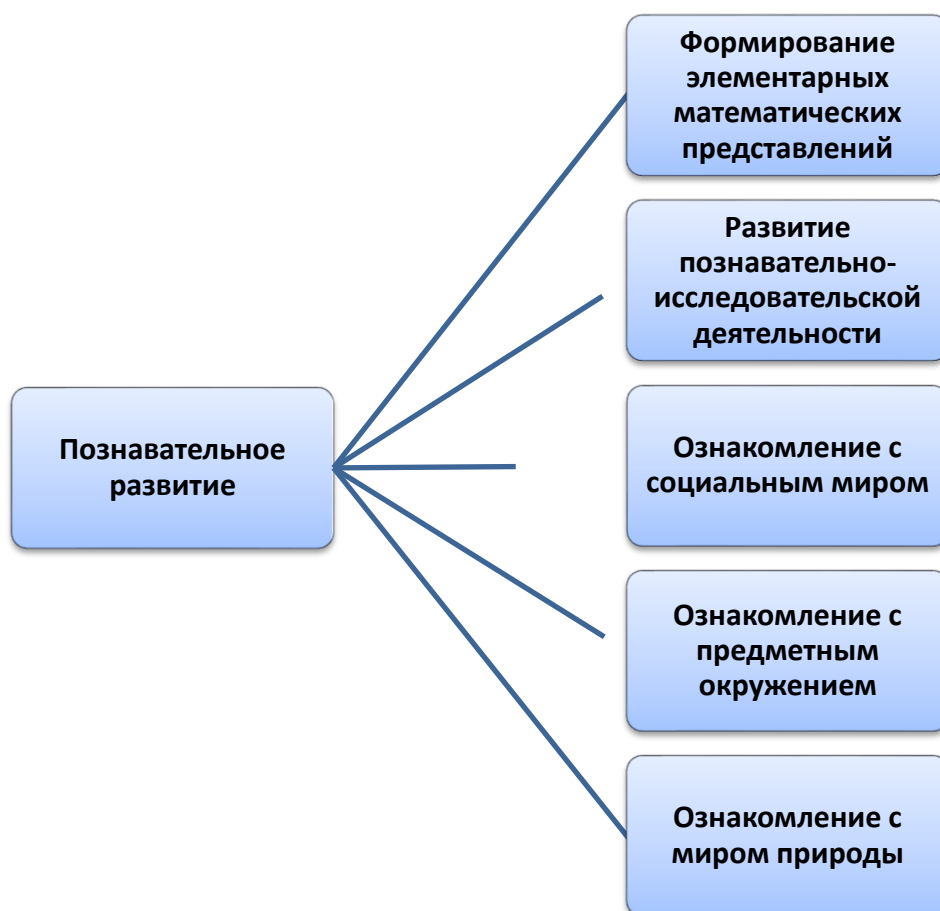 Формирование
элементарных
математических
представлений
Развитие
познавательно-
исследовательской
деятельности
Познавательное
развитие
Ознакомление с
социальным миром
Ознакомление с
предметным
окружением
Ознакомление с
миром природы